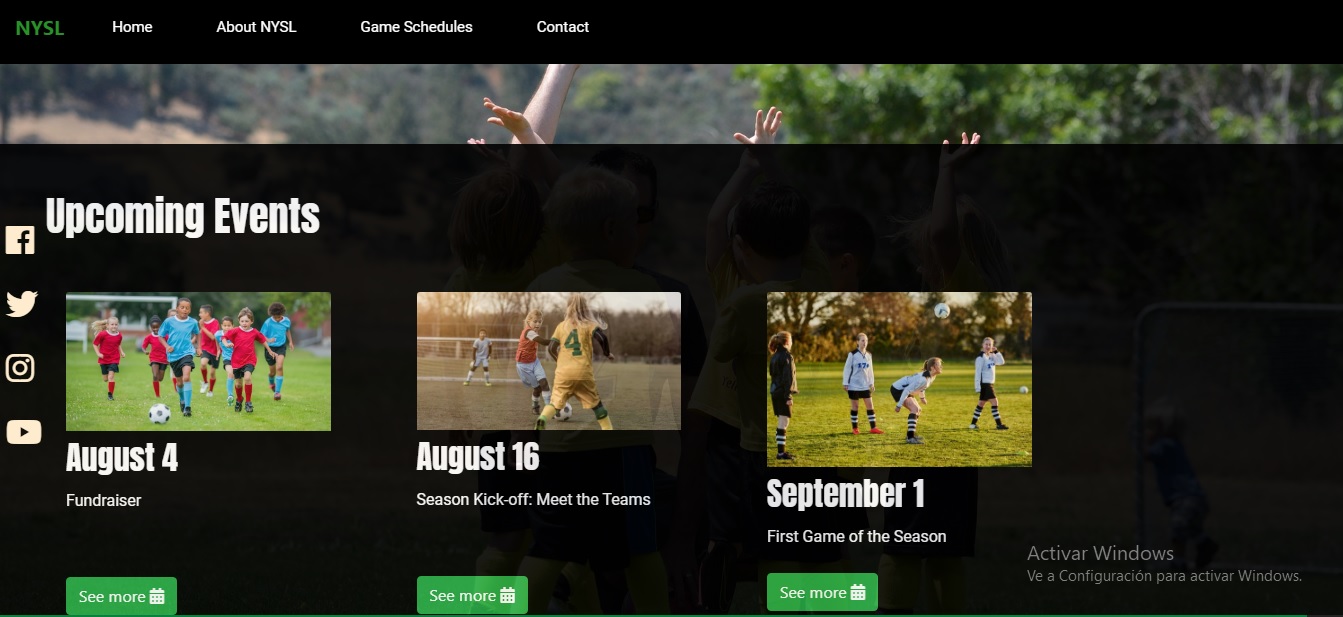 NYSL
Home
About NYSL
Game Schedules
Contact
Upcoming Events
4
August 4
Fundraiser
See more
August 16
Season Kick-off: Meet the Teams
See more
September 1
First Game of the Season
See more
Activar Windows
Ve a Configuración para activar Windows.